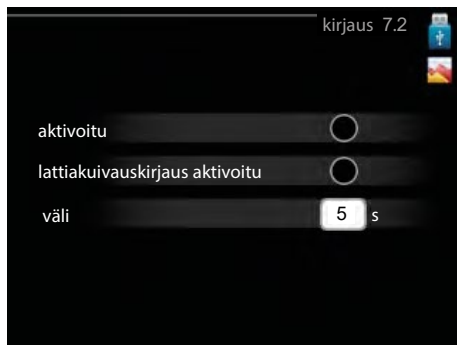 kirjaus 7.2
aktivoitu
lattiakuivauskirjaus aktivoitu
väli 5 s